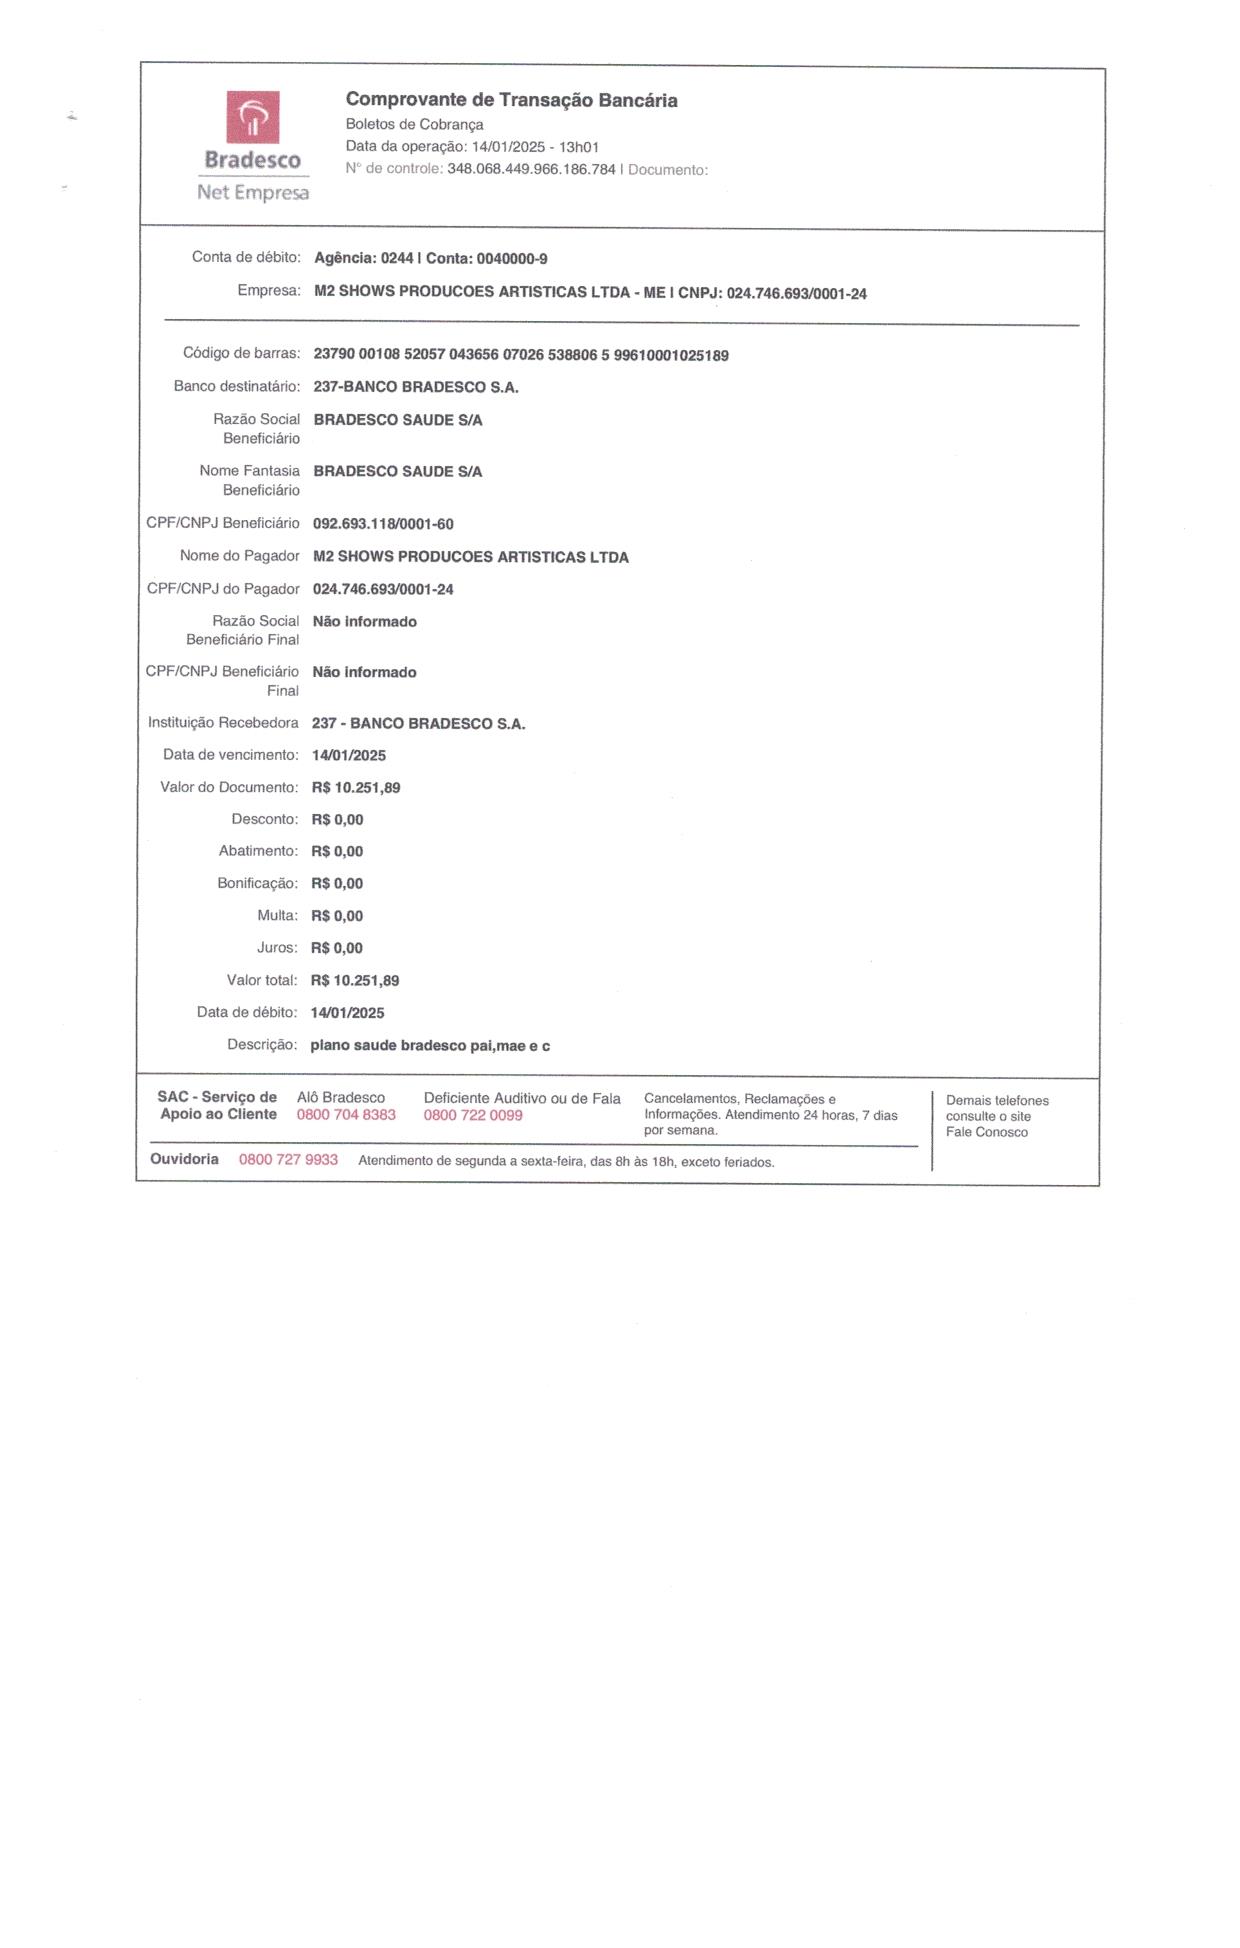 Bradesco
Net Empresa
Comprovante de Transação Bancária
Boletos de Cobrança
Data da operação: 14/01/2025 - 13h01
N° de controle: 348.068.449.966.186.784 | Documento:
Conta de débito: Agência: 0244 | Conta: 0040000-9
Empresa: M2 SHOWS PRODUCOES ARTISTICAS LTDA - ME | CNPJ: 024.746.693/0001-24
Código de barras: 23790 00108 52057 043656 07026 538806 5 99610001025189
Banco destinatário: 237-BANCO BRADESCO S.A.
Razão Social BRADESCO SAUDE S/A
Beneficiário
Nome Fantasia BRADESCO SAUDE S/A
Beneficiário
CPF/CNPJ Beneficiário 092.693.118/0001-60
Nome do Pagador M2 SHOWS PRODUCOES ARTISTICAS LTDA
CPF/CNPJ do Pagador 024.746.693/0001-24
Razão Social Não informado
Beneficiário Final
CPF/CNPJ Beneficiário Não informado
Final
Instituição Recebedora 237 - BANCO BRADESCO S.A.
Data de vencimento: 14/01/2025
Valor do Documento: R$ 10.251,89
Desconto: R$ 0,00
Abatimento: R$ 0,00
Bonificação: R$ 0,00
Multa: R$ 0,00
Juros: R$ 0,00
Valor total: R$ 10.251,89
Data de débito: 14/01/2025
Descrição: plano saude bradesco pai,mae e c
SAC - Serviço de
Apoio ao Cliente
Alô Bradesco
0800 704 8383
Deficiente Auditivo ou de Fala
0800 722 0099
Cancelamentos, Reclamações e
Informações. Atendimento 24 horas, 7 dias
por semana.
Demais telefones
consulte o site
Fale Conosco
Ouvidoria 0800 727 9933 Atendimento de segunda a sexta-feira, das 8h às 18h, exceto feriados.